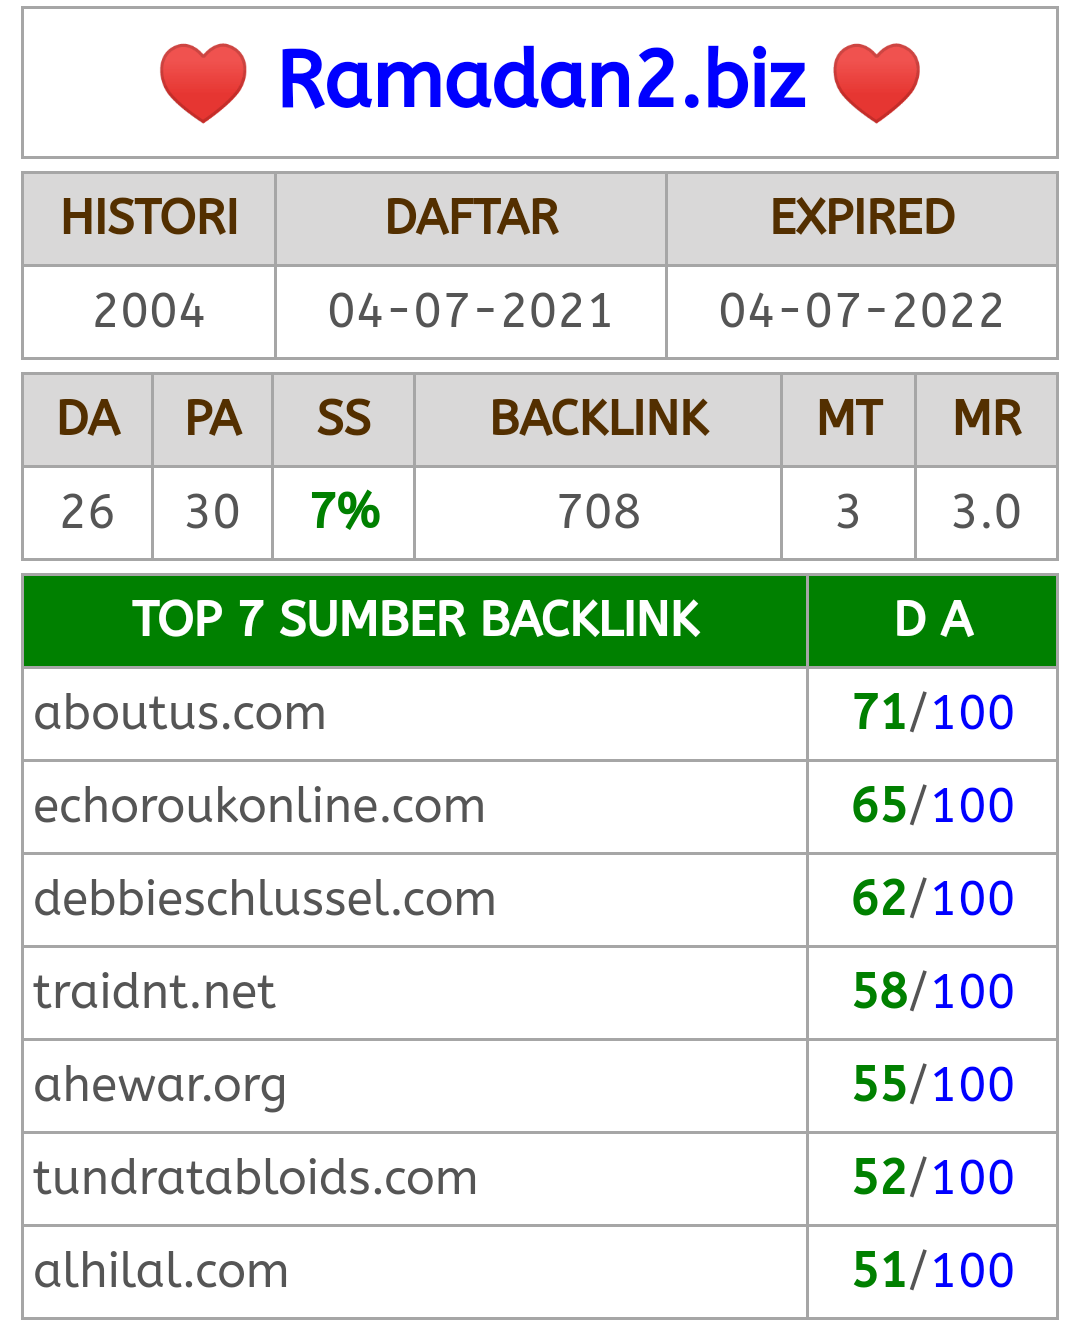 ❤️ Ramadan2.biz ❤️
HISTORI DAFTAR EXPIRED
2004 04-07-2021 04-07-2022
DA PA SS BACKLINK MT MR
26 30 7% 708 3 3.0
TOP 7 SUMBER BACKLINK D A
aboutus.com 71/100
echoroukonline.com 65/100
debbieschlussel.com 62/100
traidnt.net 58/100
ahewar.org 55/100
tundratabloids.com 52/100
alhilal.com 51/100